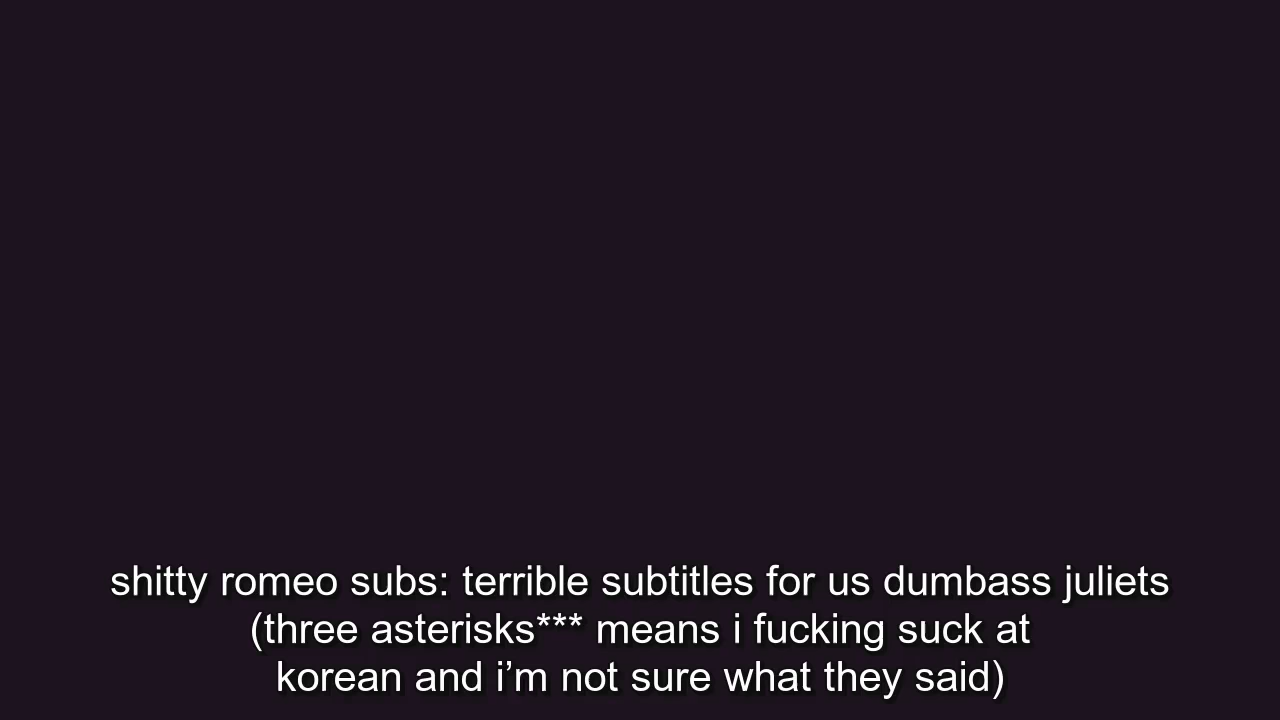 shitty romeo subs: terrible subtitles for us dumbass juliets
(three asterisks*** means i fucking suck at
korean and i’m not sure what they said)